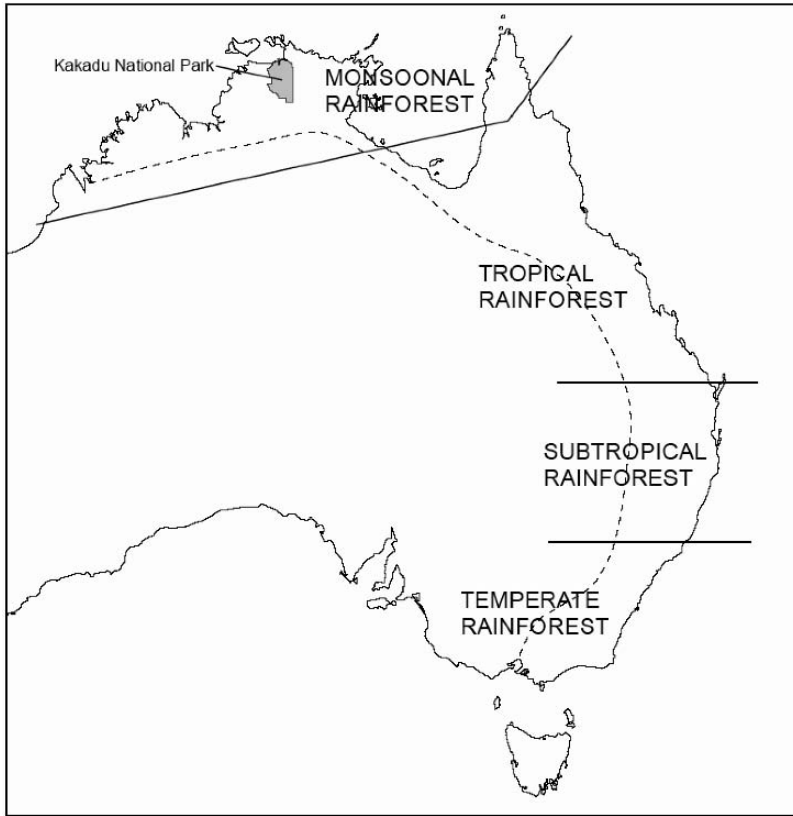 Kakadu National Park
MONSOONAL
RAINFOREST
TROPICAL
RAINFOREST
SUBTROPICAL
RAINFOREST
TEMPERATE
RAINFOREST